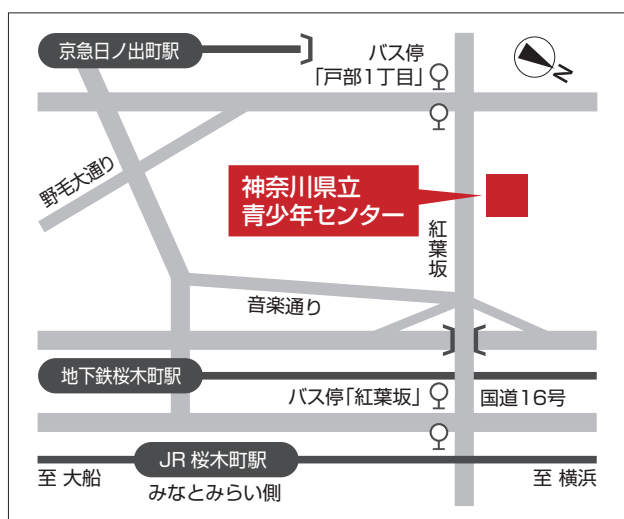 京急日ノ出町駅
バス停
「戸部1丁目」
N
野毛大通り
神奈川県立
青少年センター
紅葉坂
音楽通り
地下鉄桜木町駅
バス停「紅葉坂」
国道16号
JR 桜木町駅
至 大船
みなとみらい側
至 横浜